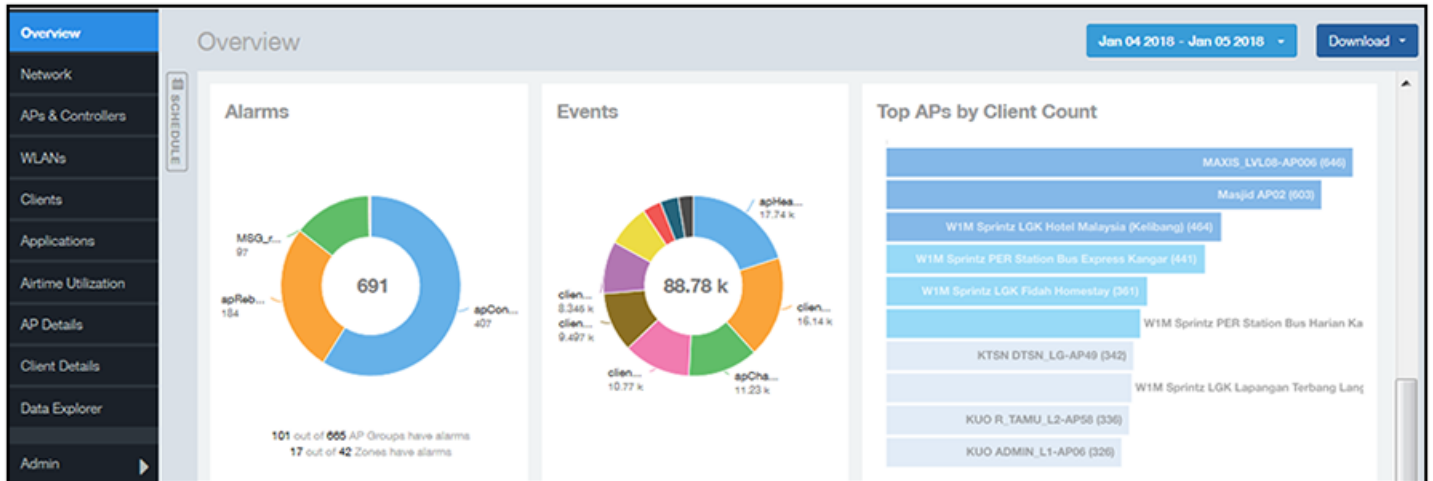 Overview
Network
APs & Controllers
WLANs
Clients
Applications
Airtime Utilization
AP Details
Client Details
Data Explorer
Admin
Overview
Jan 04 2018 - Jan 05 2018
Download
SCHEDULE
Alarms
MSG_r...
97
apReb...
184
691
apCon...
407
101 out of 665 AP Groups have alarms
17 out of 42 Zones have alarms
Events
apHea...
17.74 k
clien...
8.346 k
clien...
9.497 k
88.78 k
clien...
16.14 k
clien...
10.77 k
apCha...
11.23 k
Top APs by Client Count
MAXIS_LVL08-AP006 (646)
Masjid AP02 (603)
W1M Sprintz LGK Hotel Malaysia (Kelibang) (464)
W1M Sprintz PER Station Bus Express Kangar (441)
W1M Sprintz LGK Fidah Homestay (361)
W1M Sprintz PER Station Bus Harian Ka
KTSN DTSN_LG-AP49 (342)
W1M Sprintz LGK Lapangan Terbang Lang
KUO R_TAMU_L2-AP58 (336)
KUO ADMIN_L1-AP06 (326)